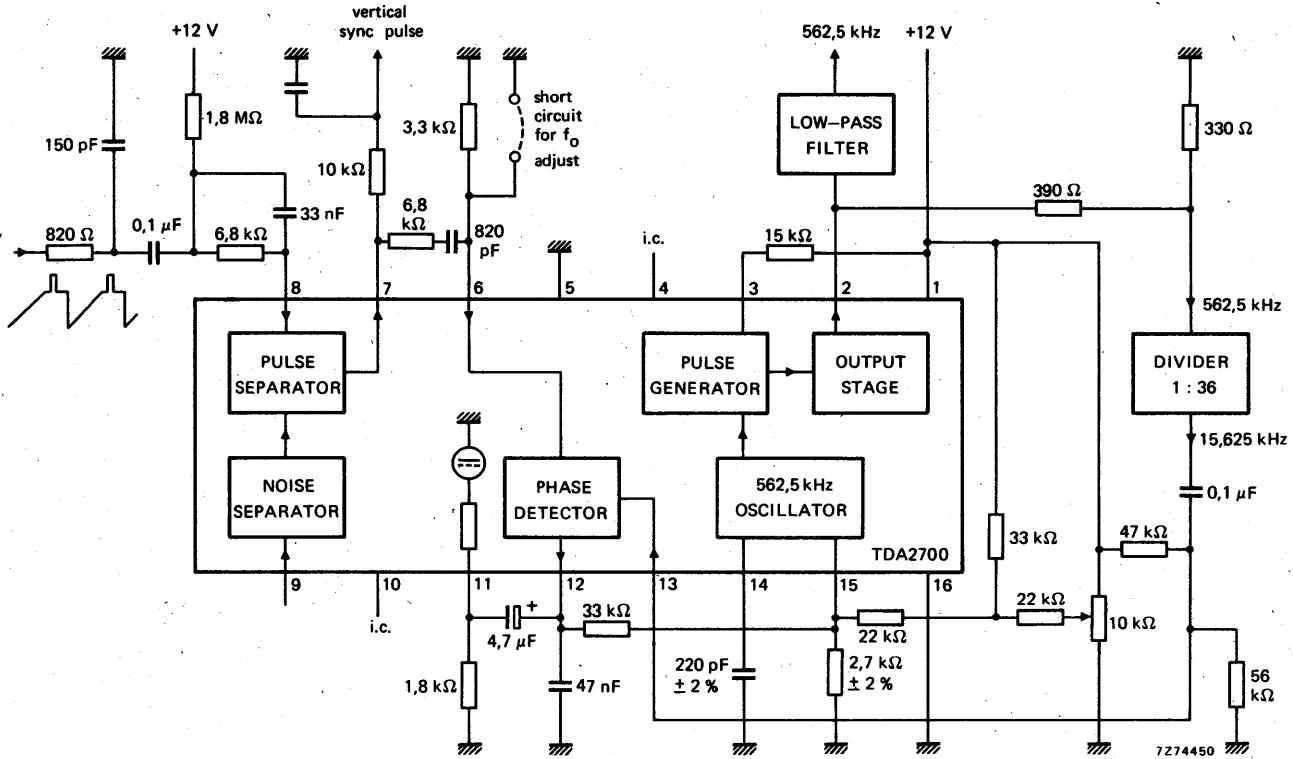 vertical
sync pulse
+12 V
562,5 kHz
+12 V
1,8 MΩ
150 pF
3,3 kΩ
short
circuit
for f₀
adjust
LOW–PASS
FILTER
330 Ω
10 kΩ
33 nF
0,1 μF
820 Ω
6,8 kΩ
6,8
kΩ
820
pF
i.c.
15 kΩ
390 Ω
8
7
6
5
4
3
2
1
562,5 kHz
PULSE
SEPARATOR
PULSE
GENERATOR
OUTPUT
STAGE
DIVIDER
1 : 36
15,625 kHz
NOISE
SEPARATOR
PHASE
DETECTOR
562,5 kHz
OSCILLATOR
0,1 μF
33 kΩ
47 kΩ
TDA2700
9
10
11
12
13
14
15
16
i.c.
4,7 μF
+
33 kΩ
22 kΩ
22 kΩ
10 kΩ
1,8 kΩ
47 nF
220 pF
± 2 %
2,7 kΩ
± 2 %
56
kΩ
7Z74450